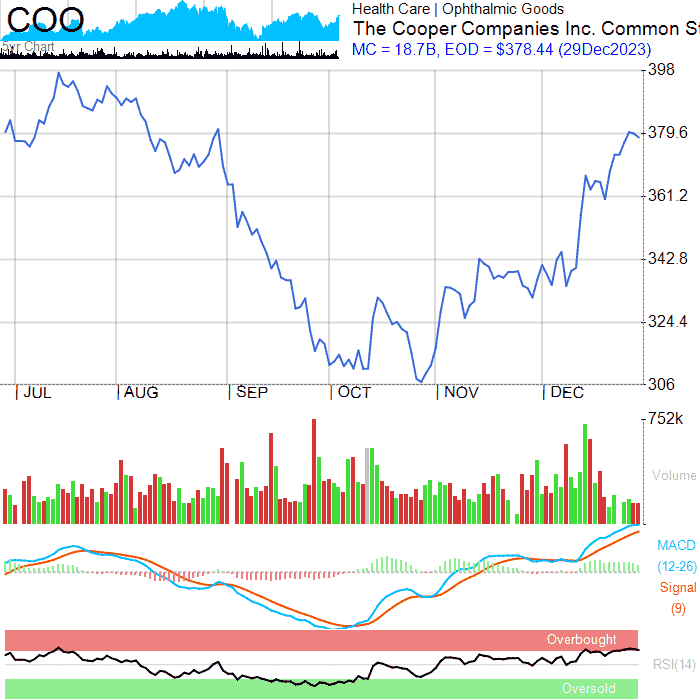 COO
5yr Chart
Health Care | Ophthalmic Goods
The Cooper Companies Inc. Common St
MC = 18.7B, EOD = $378.44 (29Dec2023)
398
379.6
361.2
342.8
324.4
306
| JUL | AUG | SEP | OCT | NOV | DEC
752k
Volume
MACD
(12-26)
Signal
(9)
Overbought
RSI(14)
Oversold